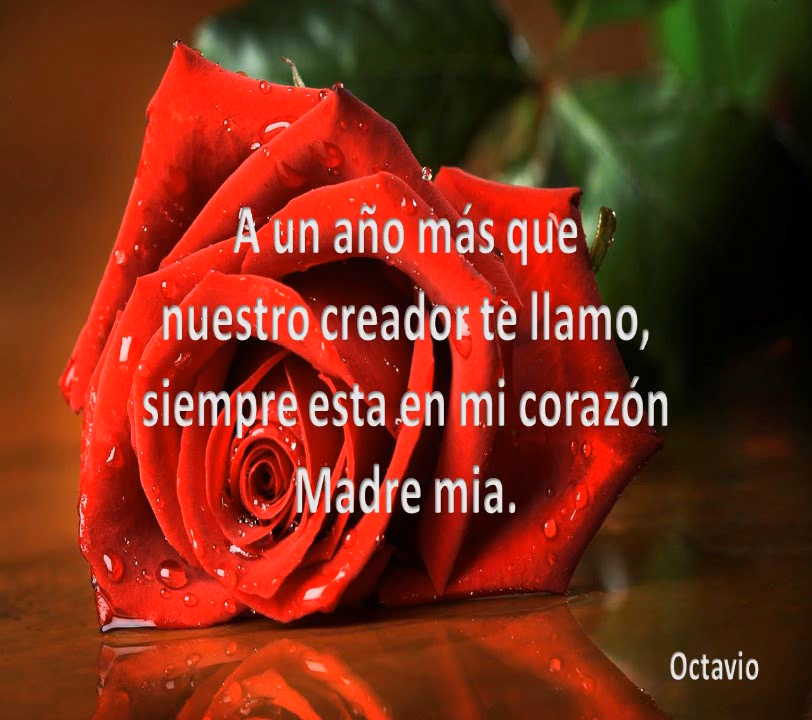 A un año más que
nuestro creador te llamo,
siempre esta en mi corazón
Madre mia.
Octavio